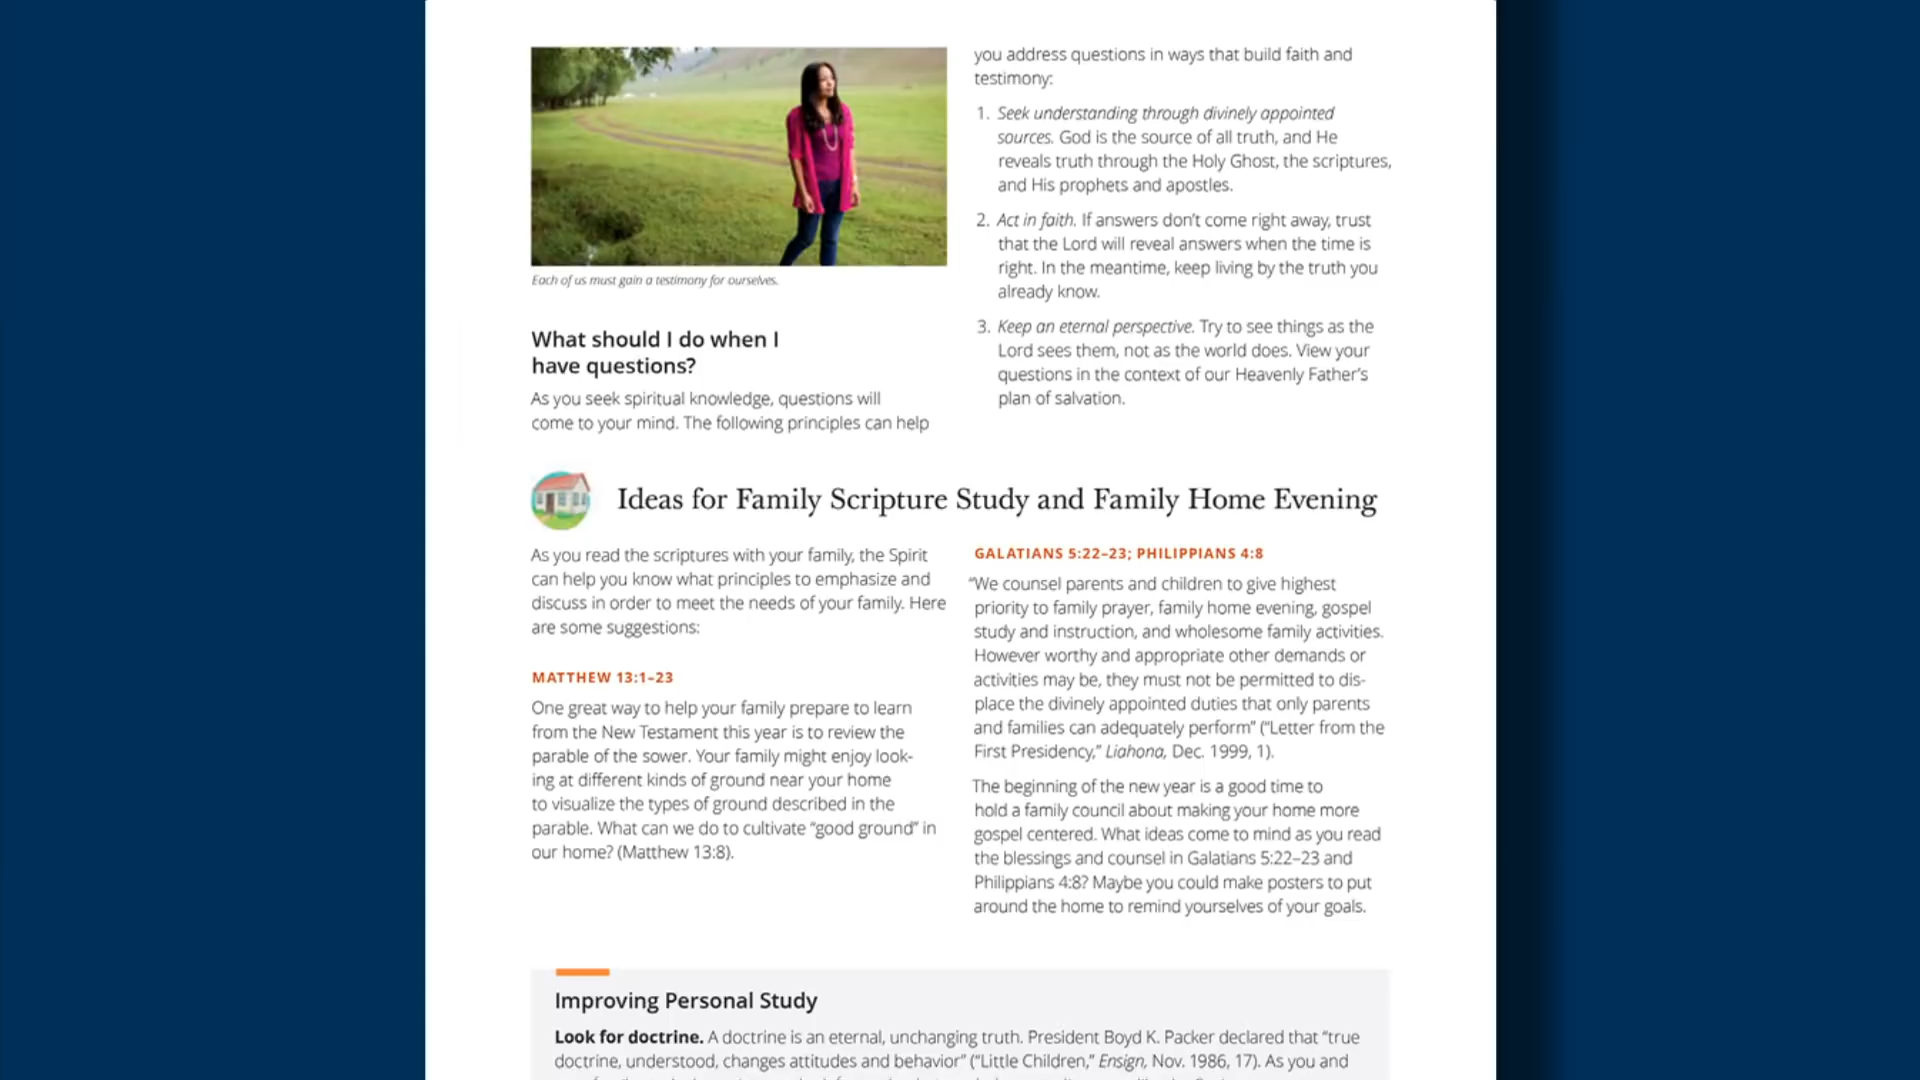 Each of us must gain a testimony for ourselves.
What should I do when I
have questions?
As you seek spiritual knowledge, questions will
come to your mind. The following principles can help
you address questions in ways that build faith and
testimony:
1. Seek understanding through divinely appointed
sources. God is the source of all truth, and He
reveals truth through the Holy Ghost, the scriptures,
and His prophets and apostles.
2. Act in faith. If answers don't come right away, trust
that the Lord will reveal answers when the time is
right. In the meantime, keep living by the truth you
already know.
3. Keep an eternal perspective. Try to see things as the
Lord sees them, not as the world does. View your
questions in the context of our Heavenly Father's
plan of salvation.
Ideas for Family Scripture Study and Family Home Evening
As you read the scriptures with your family, the Spirit
can help you know what principles to emphasize and
discuss in order to meet the needs of your family. Here
are some suggestions:
MATTHEW 13:1–23
One great way to help your family prepare to learn
from the New Testament this year is to review the
parable of the sower. Your family might enjoy look-
ing at different kinds of ground near your home
to visualize the types of ground described in the
parable. What can we do to cultivate “good ground” in
our home? (Matthew 13:8).
GALATIANS 5:22–23; PHILIPPIANS 4:8
“We counsel parents and children to give highest
priority to family prayer, family home evening, gospel
study and instruction, and wholesome family activities.
However worthy and appropriate other demands or
activities may be, they must not be permitted to dis-
place the divinely appointed duties that only parents
and families can adequately perform” (“Letter from the
First Presidency,” Liahona, Dec. 1999, 1).
The beginning of the new year is a good time to
hold a family council about making your home more
gospel centered. What ideas come to mind as you read
the blessings and counsel in Galatians 5:22–23 and
Philippians 4:8? Maybe you could make posters to put
around the home to remind yourselves of your goals.
Improving Personal Study
Look for doctrine. A doctrine is an eternal, unchanging truth. President Boyd K. Packer declared that “true
doctrine, understood, changes attitudes and behavior” (“Little Children,” Ensign, Nov. 1986, 17). As you and